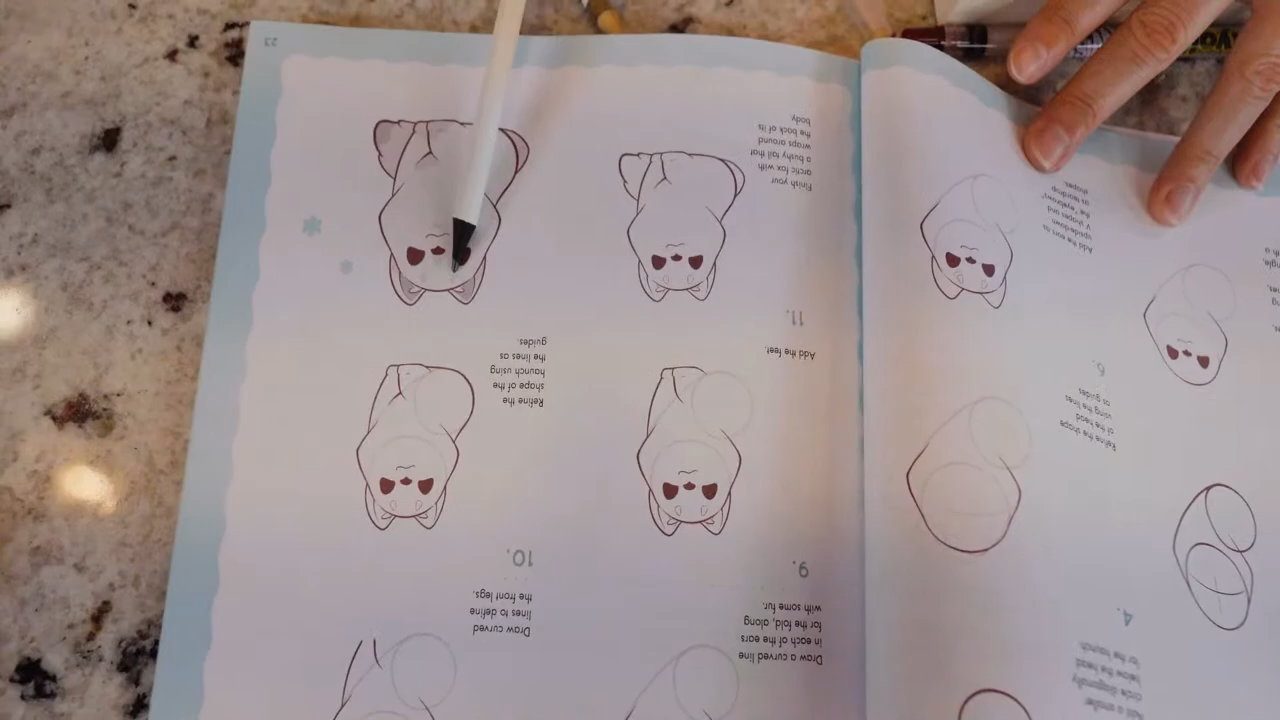 Add a smaller
circle diagonally
below the head
for the haunch.
4.
Refine the shape
of the head
using the lines
as guides
6.
Add the ears as
upside-down
V shapes and
the "eyebrows"
as teardrop
shapes.
Draw a curved line
in each of the ears
for the fold, along
with some fur.
9.
Draw curved
lines to define
the front legs.
10.
Add the feet.
11.
Refine the
shape of the
haunch using
the lines as
guides.
Finish your
arctic fox with
a bushy tail that
wraps around
the back of its
body.
23